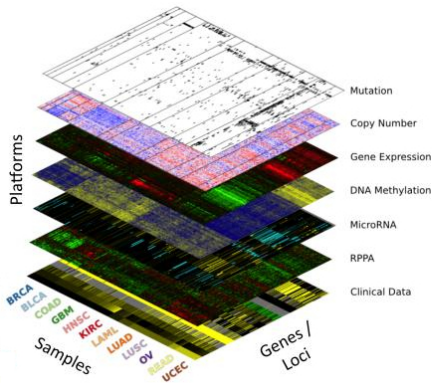 Mutation
Copy Number
Gene Expression
DNA Methylation
MicroRNA
RPPA
Clinical Data
Platforms
BRCA
BLCA
COAD
GBM
HNSC
KIRC
LAML
LUAD
LUSC
OV
READ
UCEC
Samples
Genes /
Loci